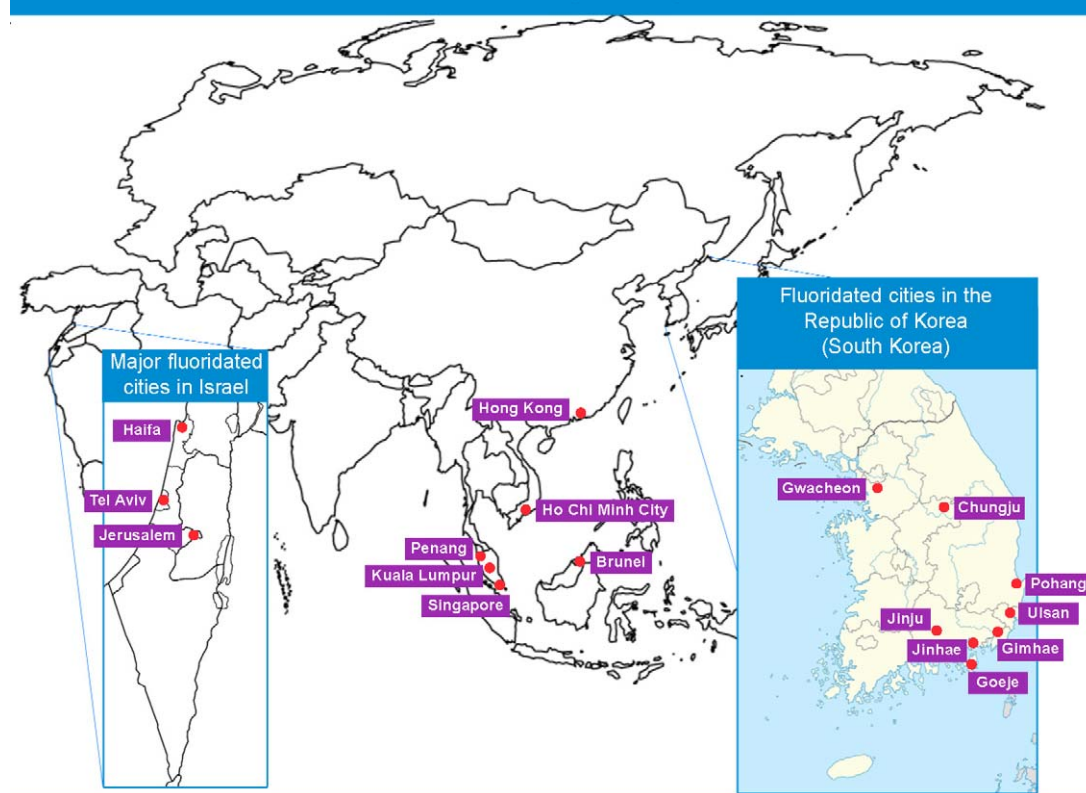 Fluoridated cities in the
Republic of Korea
(South Korea)
Major fluoridated
cities in Israel
Hong Kong
Haifa
Gwacheon
Tel Aviv
Chungju
Ho Chi Minh City
Jerusalem
Penang
Brunel
Kuala Lumpur
Singapore
Pohang
Ulsan
Jinju
Jinhae
Gimhae
Goeje